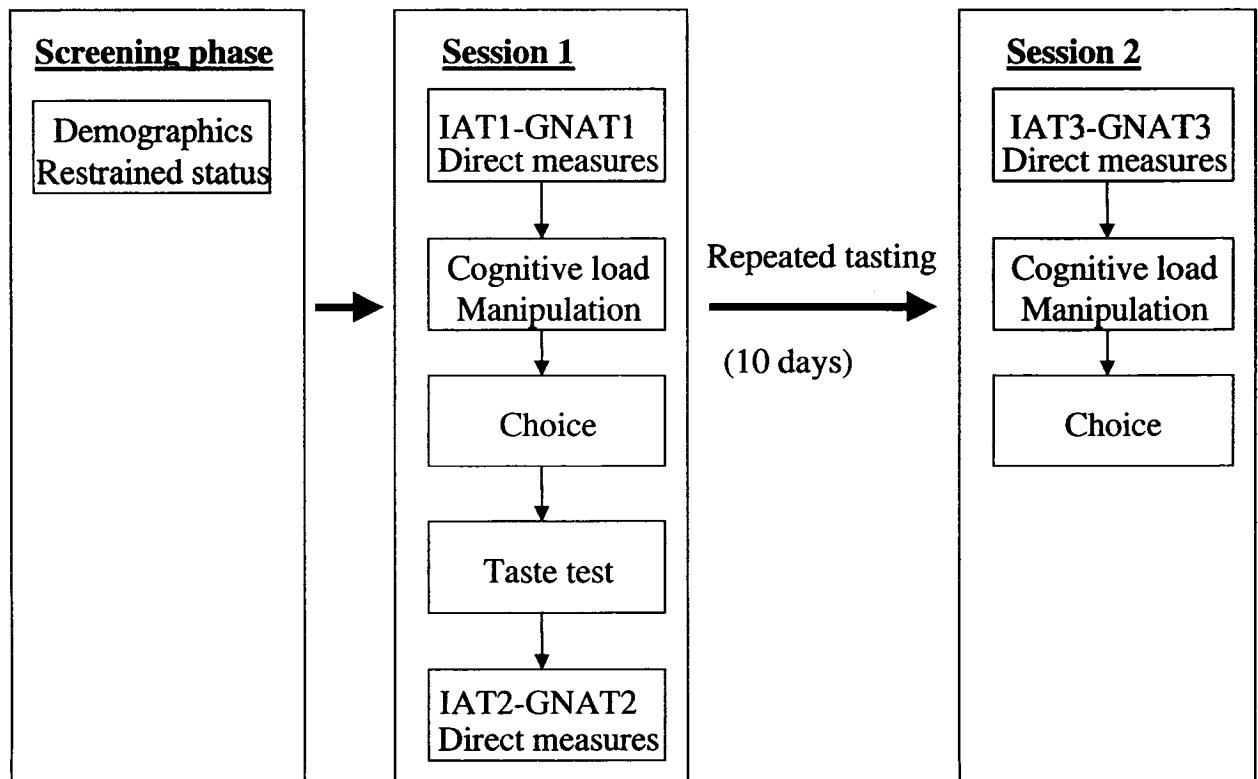 Screening phase
Demographics
Restrained status
Session 1
IAT1-GNAT1
Direct measures
Cognitive load
Manipulation
Choice
Taste test
IAT2-GNAT2
Direct measures
Repeated tasting
(10 days)
Session 2
IAT3-GNAT3
Direct measures
Cognitive load
Manipulation
Choice